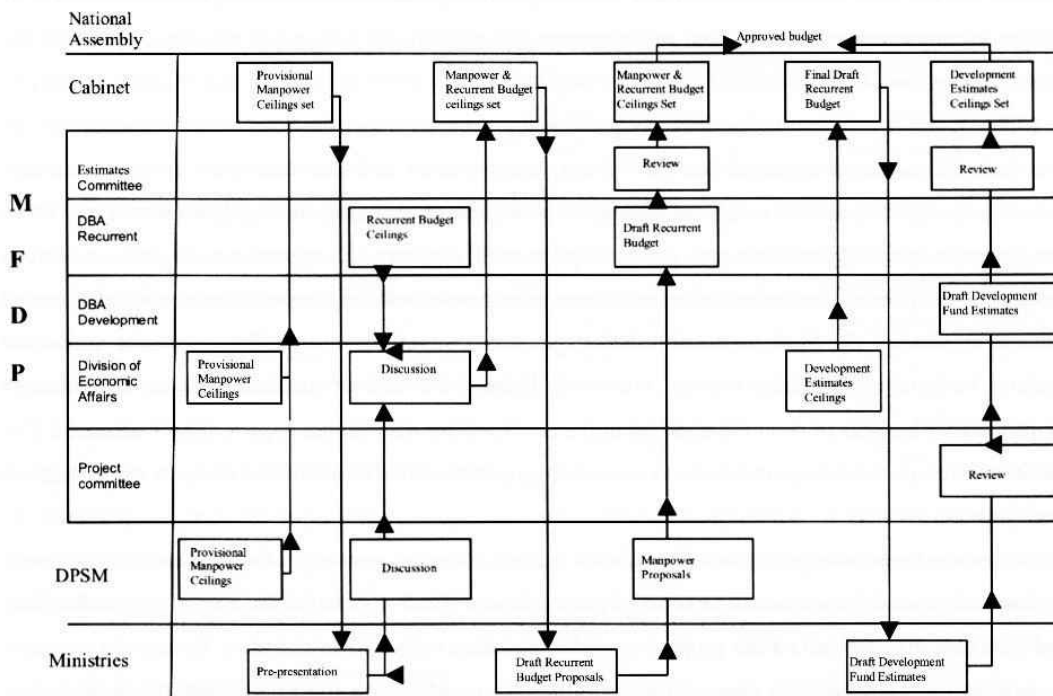 National
Assembly
Approved budget
Cabinet
Provisional
Manpower
Ceilings set
Manpower &
Recurrent Budget
ceilings set
Manpower &
Recurrent Budget
Ceilings Set
Final Draft
Recurrent
Budget
Development
Estimates
Ceilings Set
M
F
D
P
Estimates
Committee
Review
Review
DBA
Recurrent
Recurrent Budget
Ceilings
Draft Recurrent
Budget
DBA
Development
Draft Development
Fund Estimates
Division of
Economic
Affairs
Provisional
Manpower
Ceilings
Discussion
Development
Estimates
Ceilings
Project
committee
Review
DPSM
Provisional
Manpower
Ceilings
Discussion
Manpower
Proposals
Ministries
Pre-presentation
Draft Recurrent
Budget Proposals
Draft Development
Fund Estimates